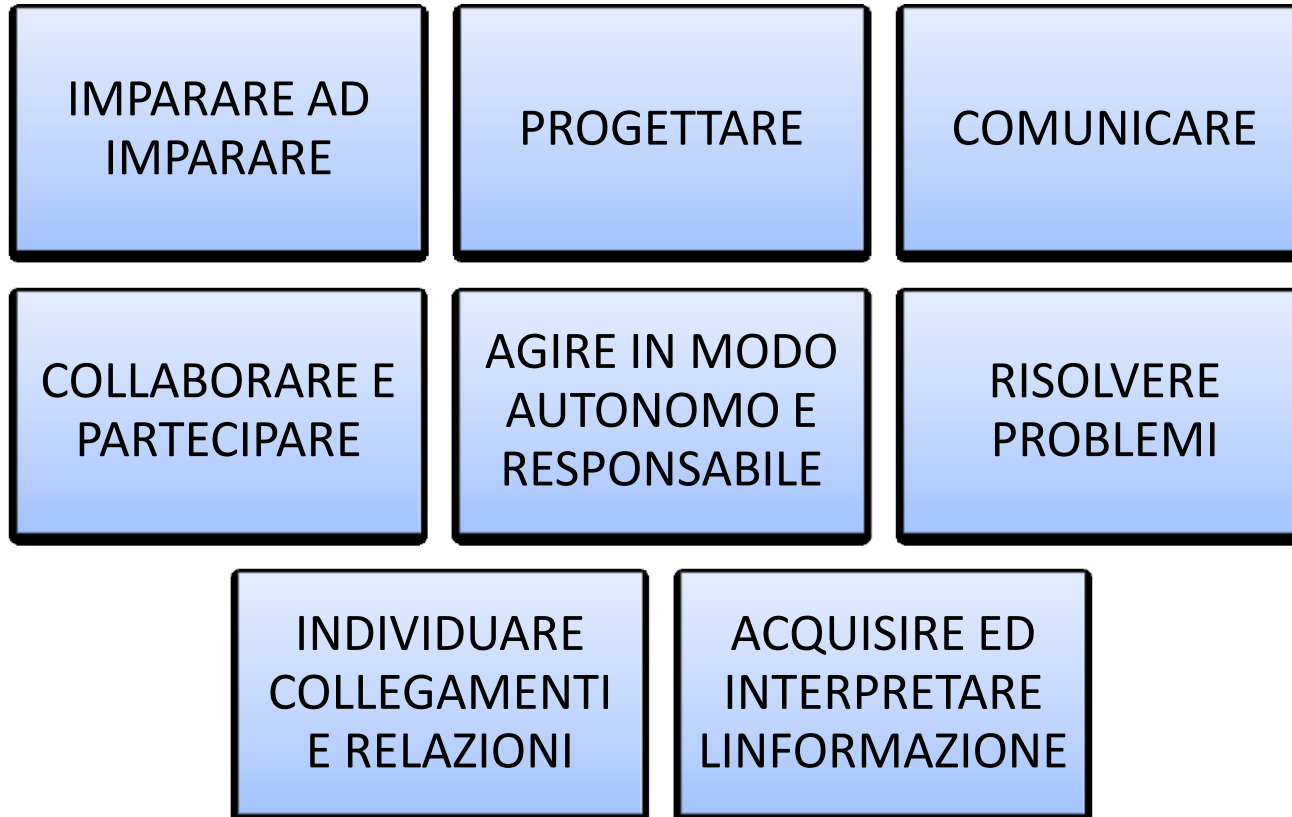 IMPARARE AD
IMPARARE
PROGETTARE
COMUNICARE
COLLABORARE E
PARTECIPARE
AGIRE IN MODO
AUTONOMO E
RESPONSABILE
RISOLVERE
PROBLEMI
INDIVIDUARE
COLLEGAMENTI
E RELAZIONI
ACQUISIRE ED
INTERPRETARE
LINFORMAZIONE